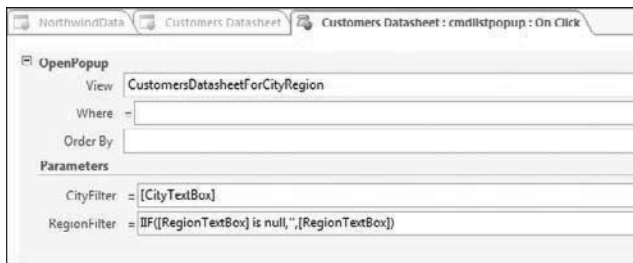 NorthwindData Customers Datasheet Customers Datasheet : cmdlistpopup : On Click
OpenPopup
View CustomersDatasheetForCityRegion
Where =
Order By
Parameters
CityFilter = [CityTextBox]
RegionFilter = IIF([RegionTextBox] is null,'',[RegionTextBox])